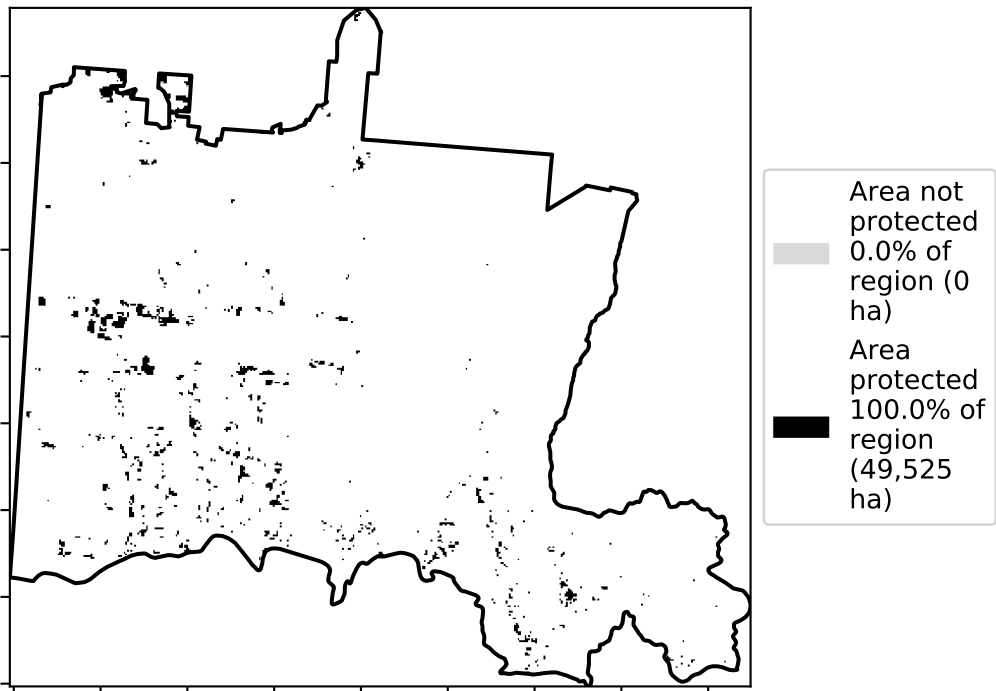 Area not
protected
0.0% of
region (0
ha)
Area
protected
100.0% of
region
(49,525
ha)